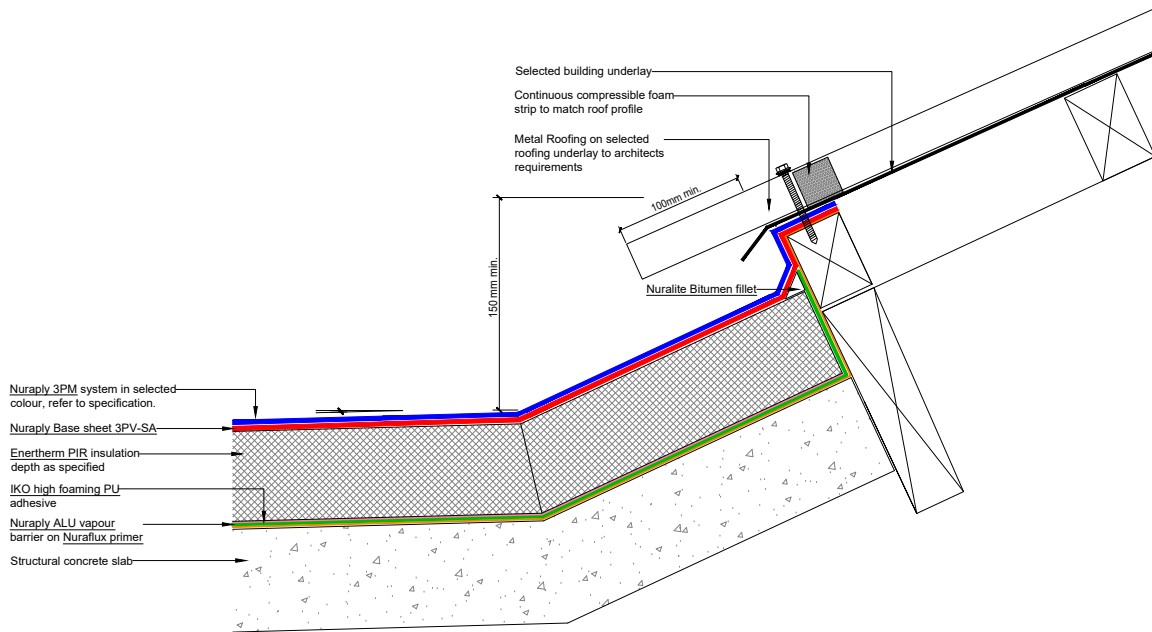 Selected building underlay
Continuous compressible foam
strip to match roof profile
Metal Roofing on selected
roofing underlay to architects
requirements
100mm min.
150 mm min.
Nuralite Bitumen fillet
Nuraply 3PM system in selected
colour, refer to specification.
Nuraply Base sheet 3PV-SA
Enertherm PIR insulation
depth as specified
IKO high foaming PU
adhesive
Nuraply ALU vapour
barrier on Nuraflux primer
Structural concrete slab